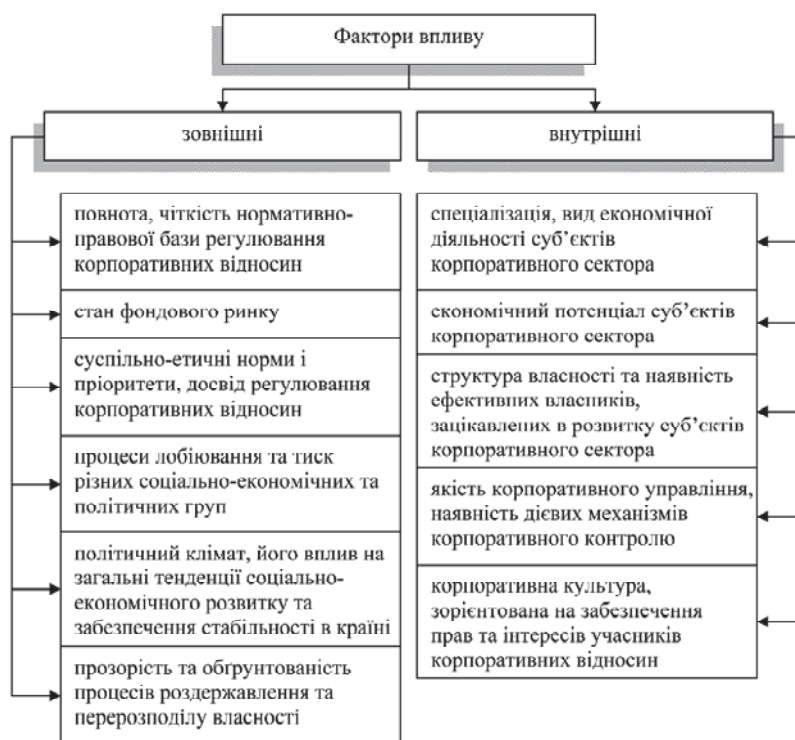 Фактори впливу
зовнішні
внутрішні
повнота, чіткість нормативно-
правової бази регулювання
корпоративних відносин
стан фондового ринку
суспільно-етичні норми і
пріоритети, досвід регулювання
корпоративних відносин
процеси лобіювання та тиск
різних соціально-економічних та
політичних груп
політичний клімат, його вплив на
загальні тенденції соціально-
економічного розвитку та
забезпечення стабільності в країні
прозорість та обґрунтованість
процесів роздержавлення та
перерозподілу власності
спеціалізація, вид економічної
діяльності суб’єктів
корпоративного сектора
економічний потенціал суб’єктів
корпоративного сектора
структура власності та наявність
ефективних власників,
зацікавлених в розвитку суб’єктів
корпоративного сектора
якість корпоративного управління,
наявність дієвих механізмів
корпоративного контролю
корпоративна культура,
зорієнтована на забезпечення
прав та інтересів учасників
корпоративних відносин